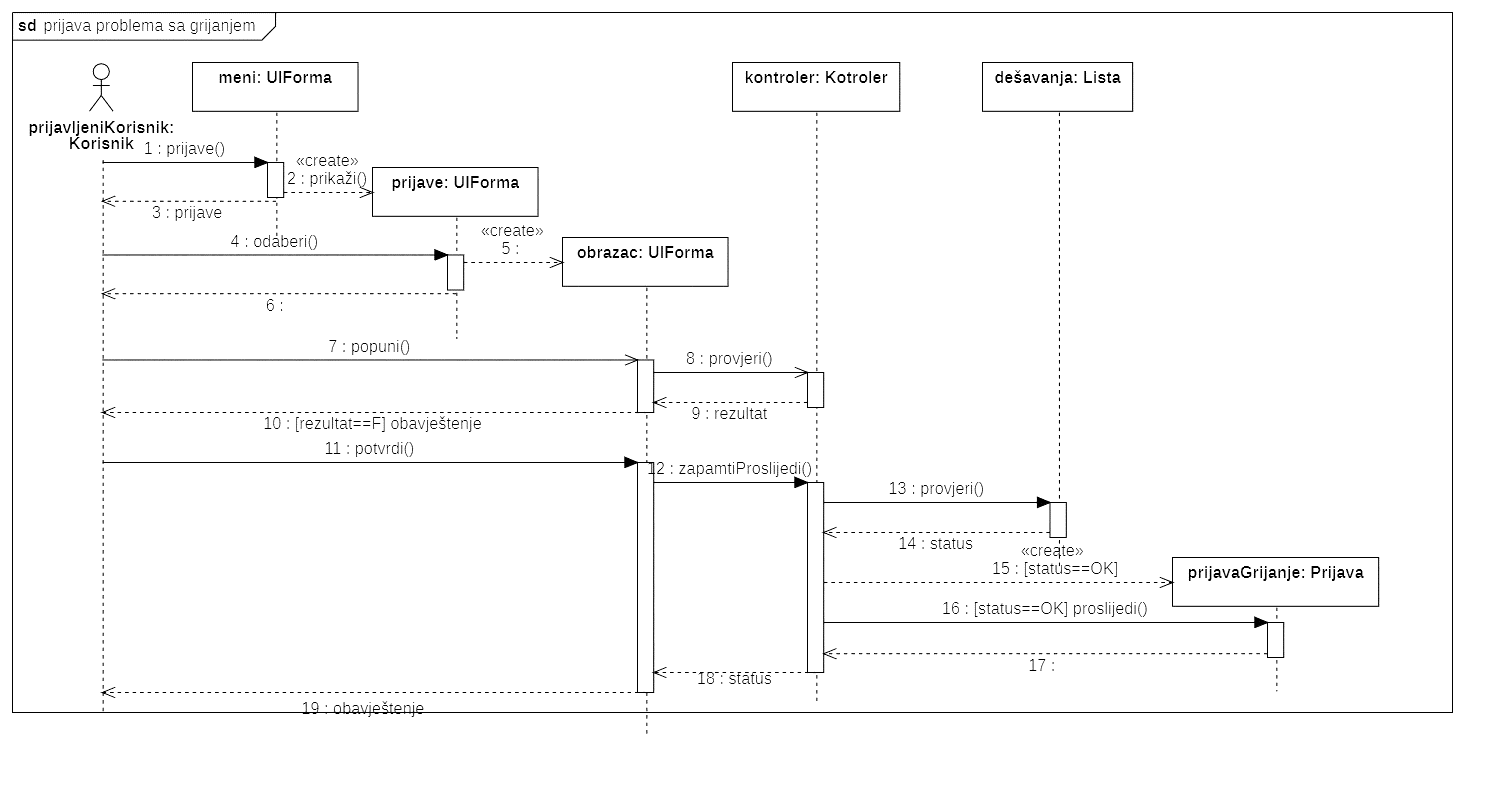 sd prijava problema sa grijanjem
meni: UIForma
kontroler: Kotroler
dešavanja: Lista
prijavljeniKorisnik:
Korisnik
1 : prijave()
«create»
2 : prikaži()
prijave: UIForma
3 : prijave
4 : odaberi()
«create»
5 :
obrazac: UIForma
6 :
7 : popuni()
8 : provjeri()
9 : rezultat
10 : [rezultat==F] obavještenje
11 : potvrdi()
12 : zapamtiProslijedi()
13 : provjeri()
14 : status
«create»
15 : [status==OK]
prijavaGrijanje: Prijava
16 : [status==OK] proslijedi()
17 :
18 : status
19 : obavještenje